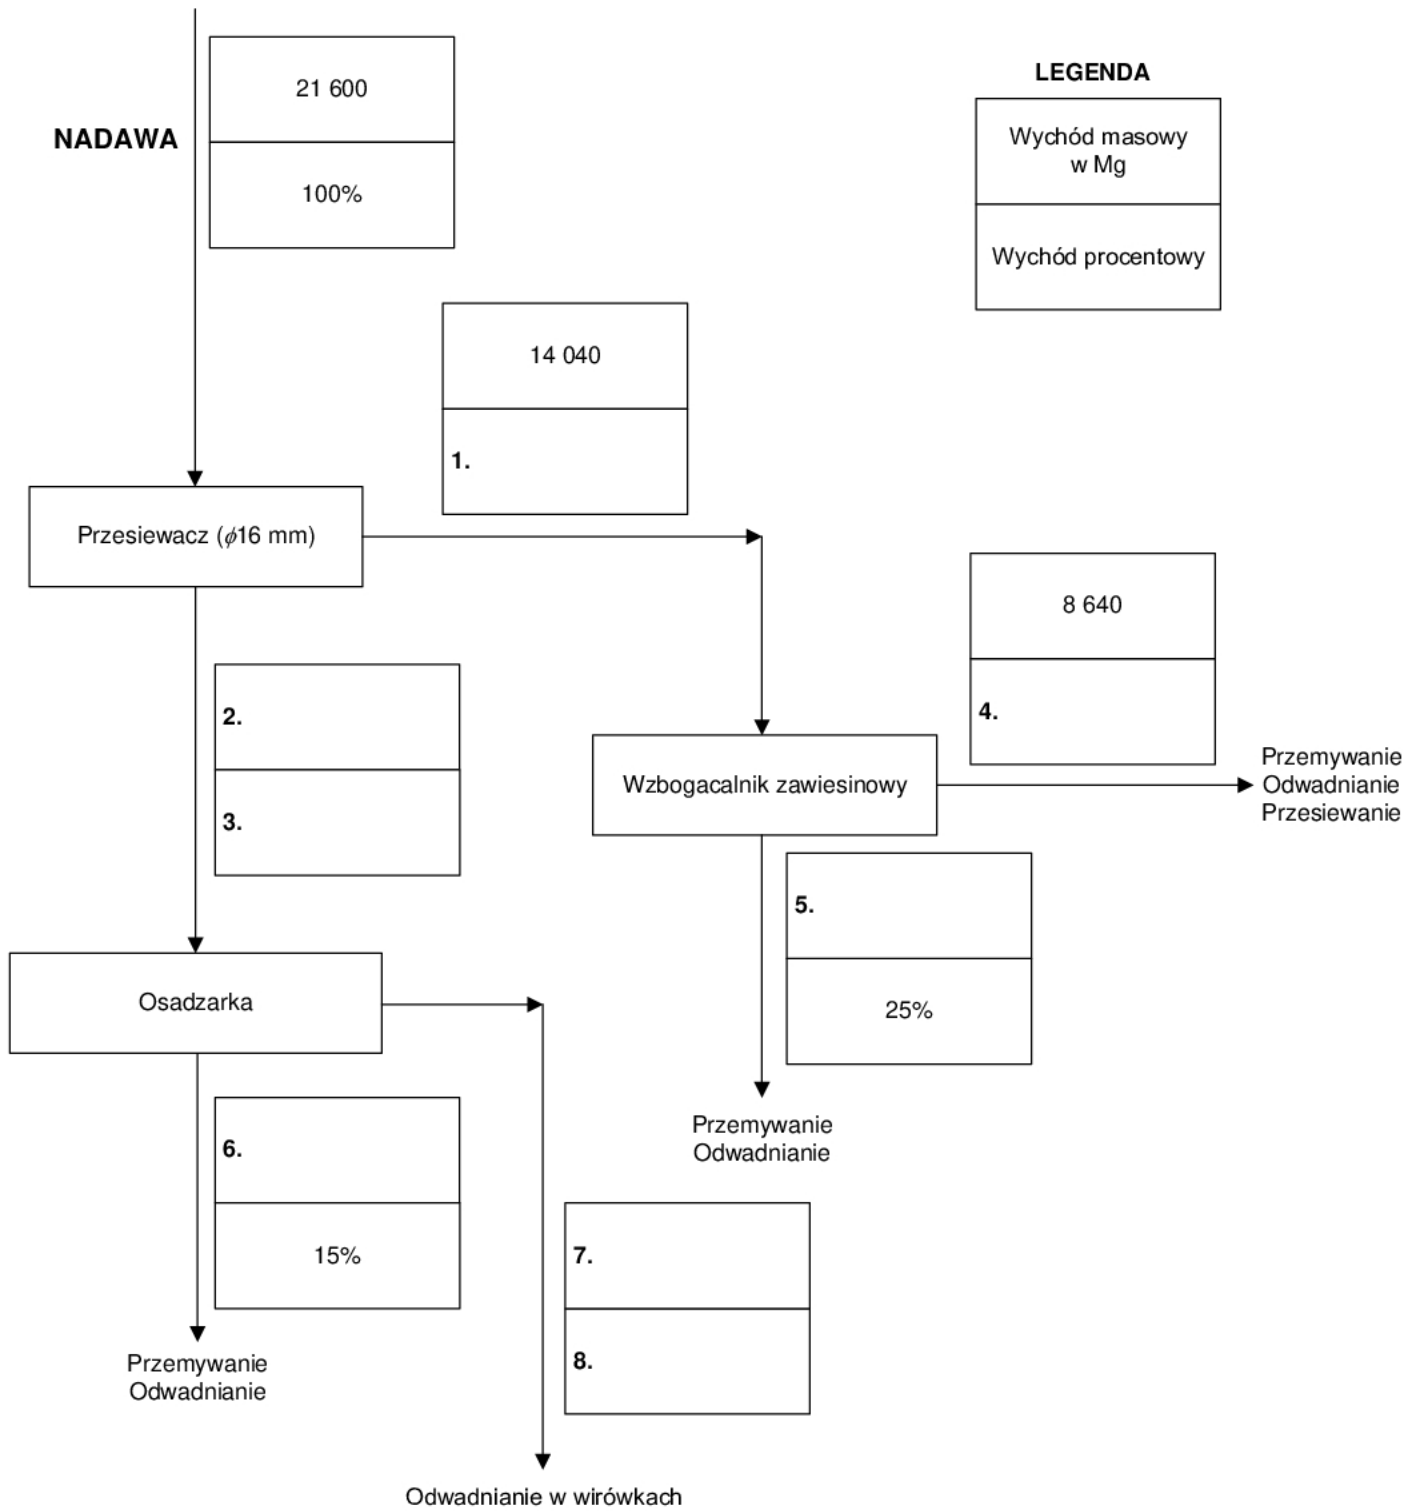 21 600
NADAWA
100%
LEGENDA
Wychód masowy
w Mg
Wychód procentowy
14 040
1.
Przesiewacz (ϕ16 mm)
8 640
4.
2.
3.
Wzbogacalnik zawiesinowy
Przemywanie
Odwadnianie
Przesiewanie
5.
25%
Osadzarka
Przemywanie
Odwadnianie
6.
15%
7.
8.
Przemywanie
Odwadnianie
Odwadnianie w wirówkach